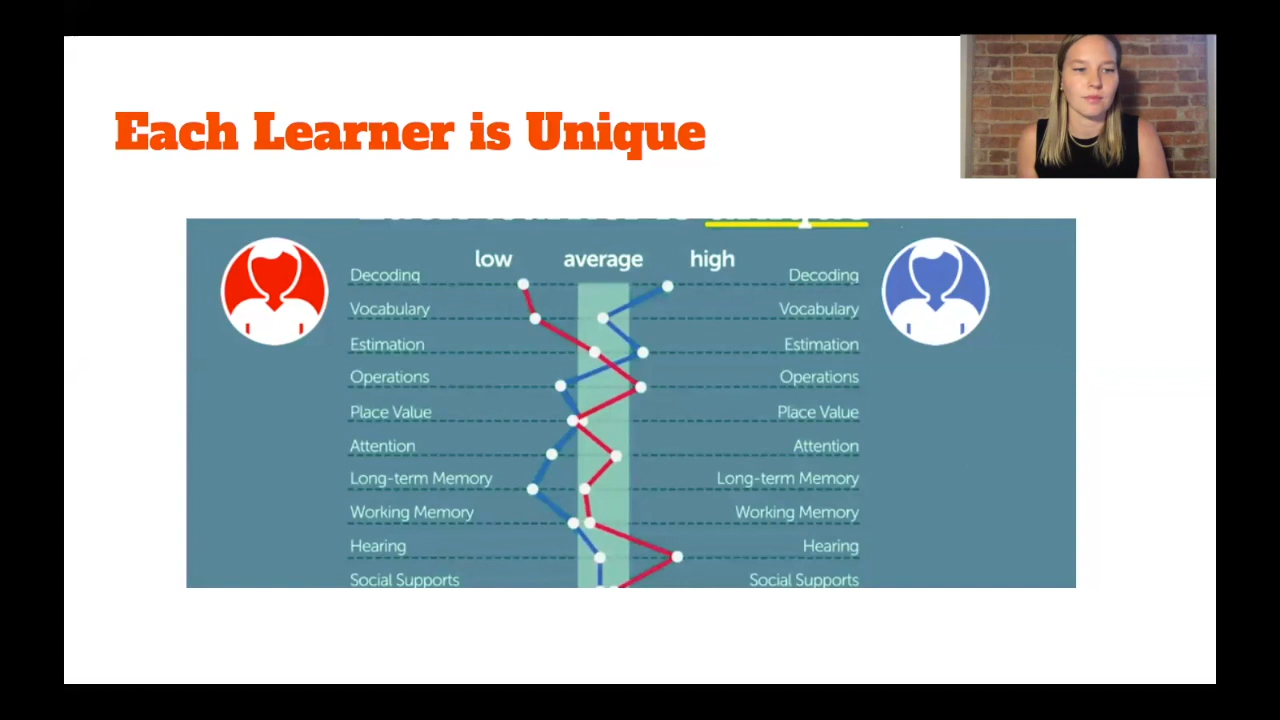 Each Learner is Unique
low average high
Decoding Decoding
Vocabulary Vocabulary
Estimation Estimation
Operations Operations
Place Value Place Value
Attention Attention
Long-term Memory Long-term Memory
Working Memory Working Memory
Hearing Hearing
Social Supports Social Supports